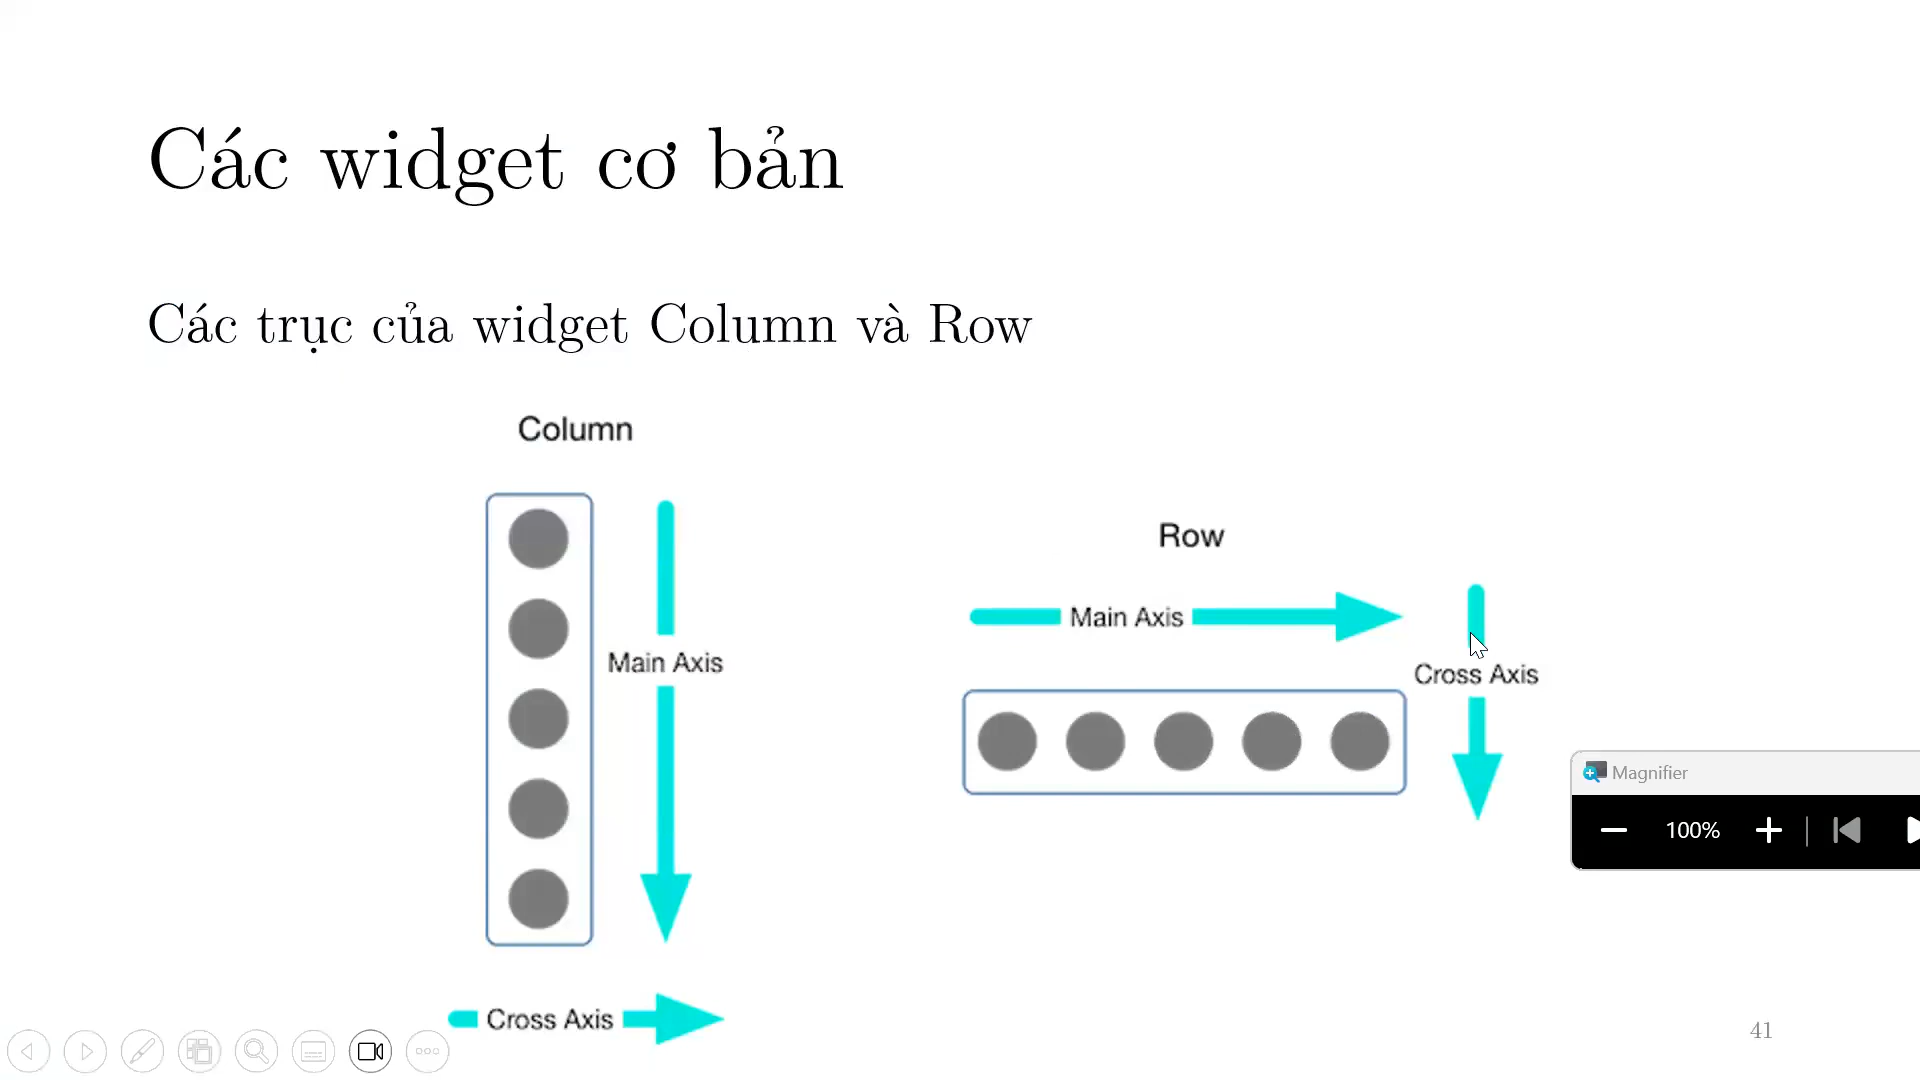 Các widget cơ bản
Các trục của widget Column và Row
Column
Main Axis
Cross Axis
Row
Main Axis
Cross Axis
Magnifier
100%
41